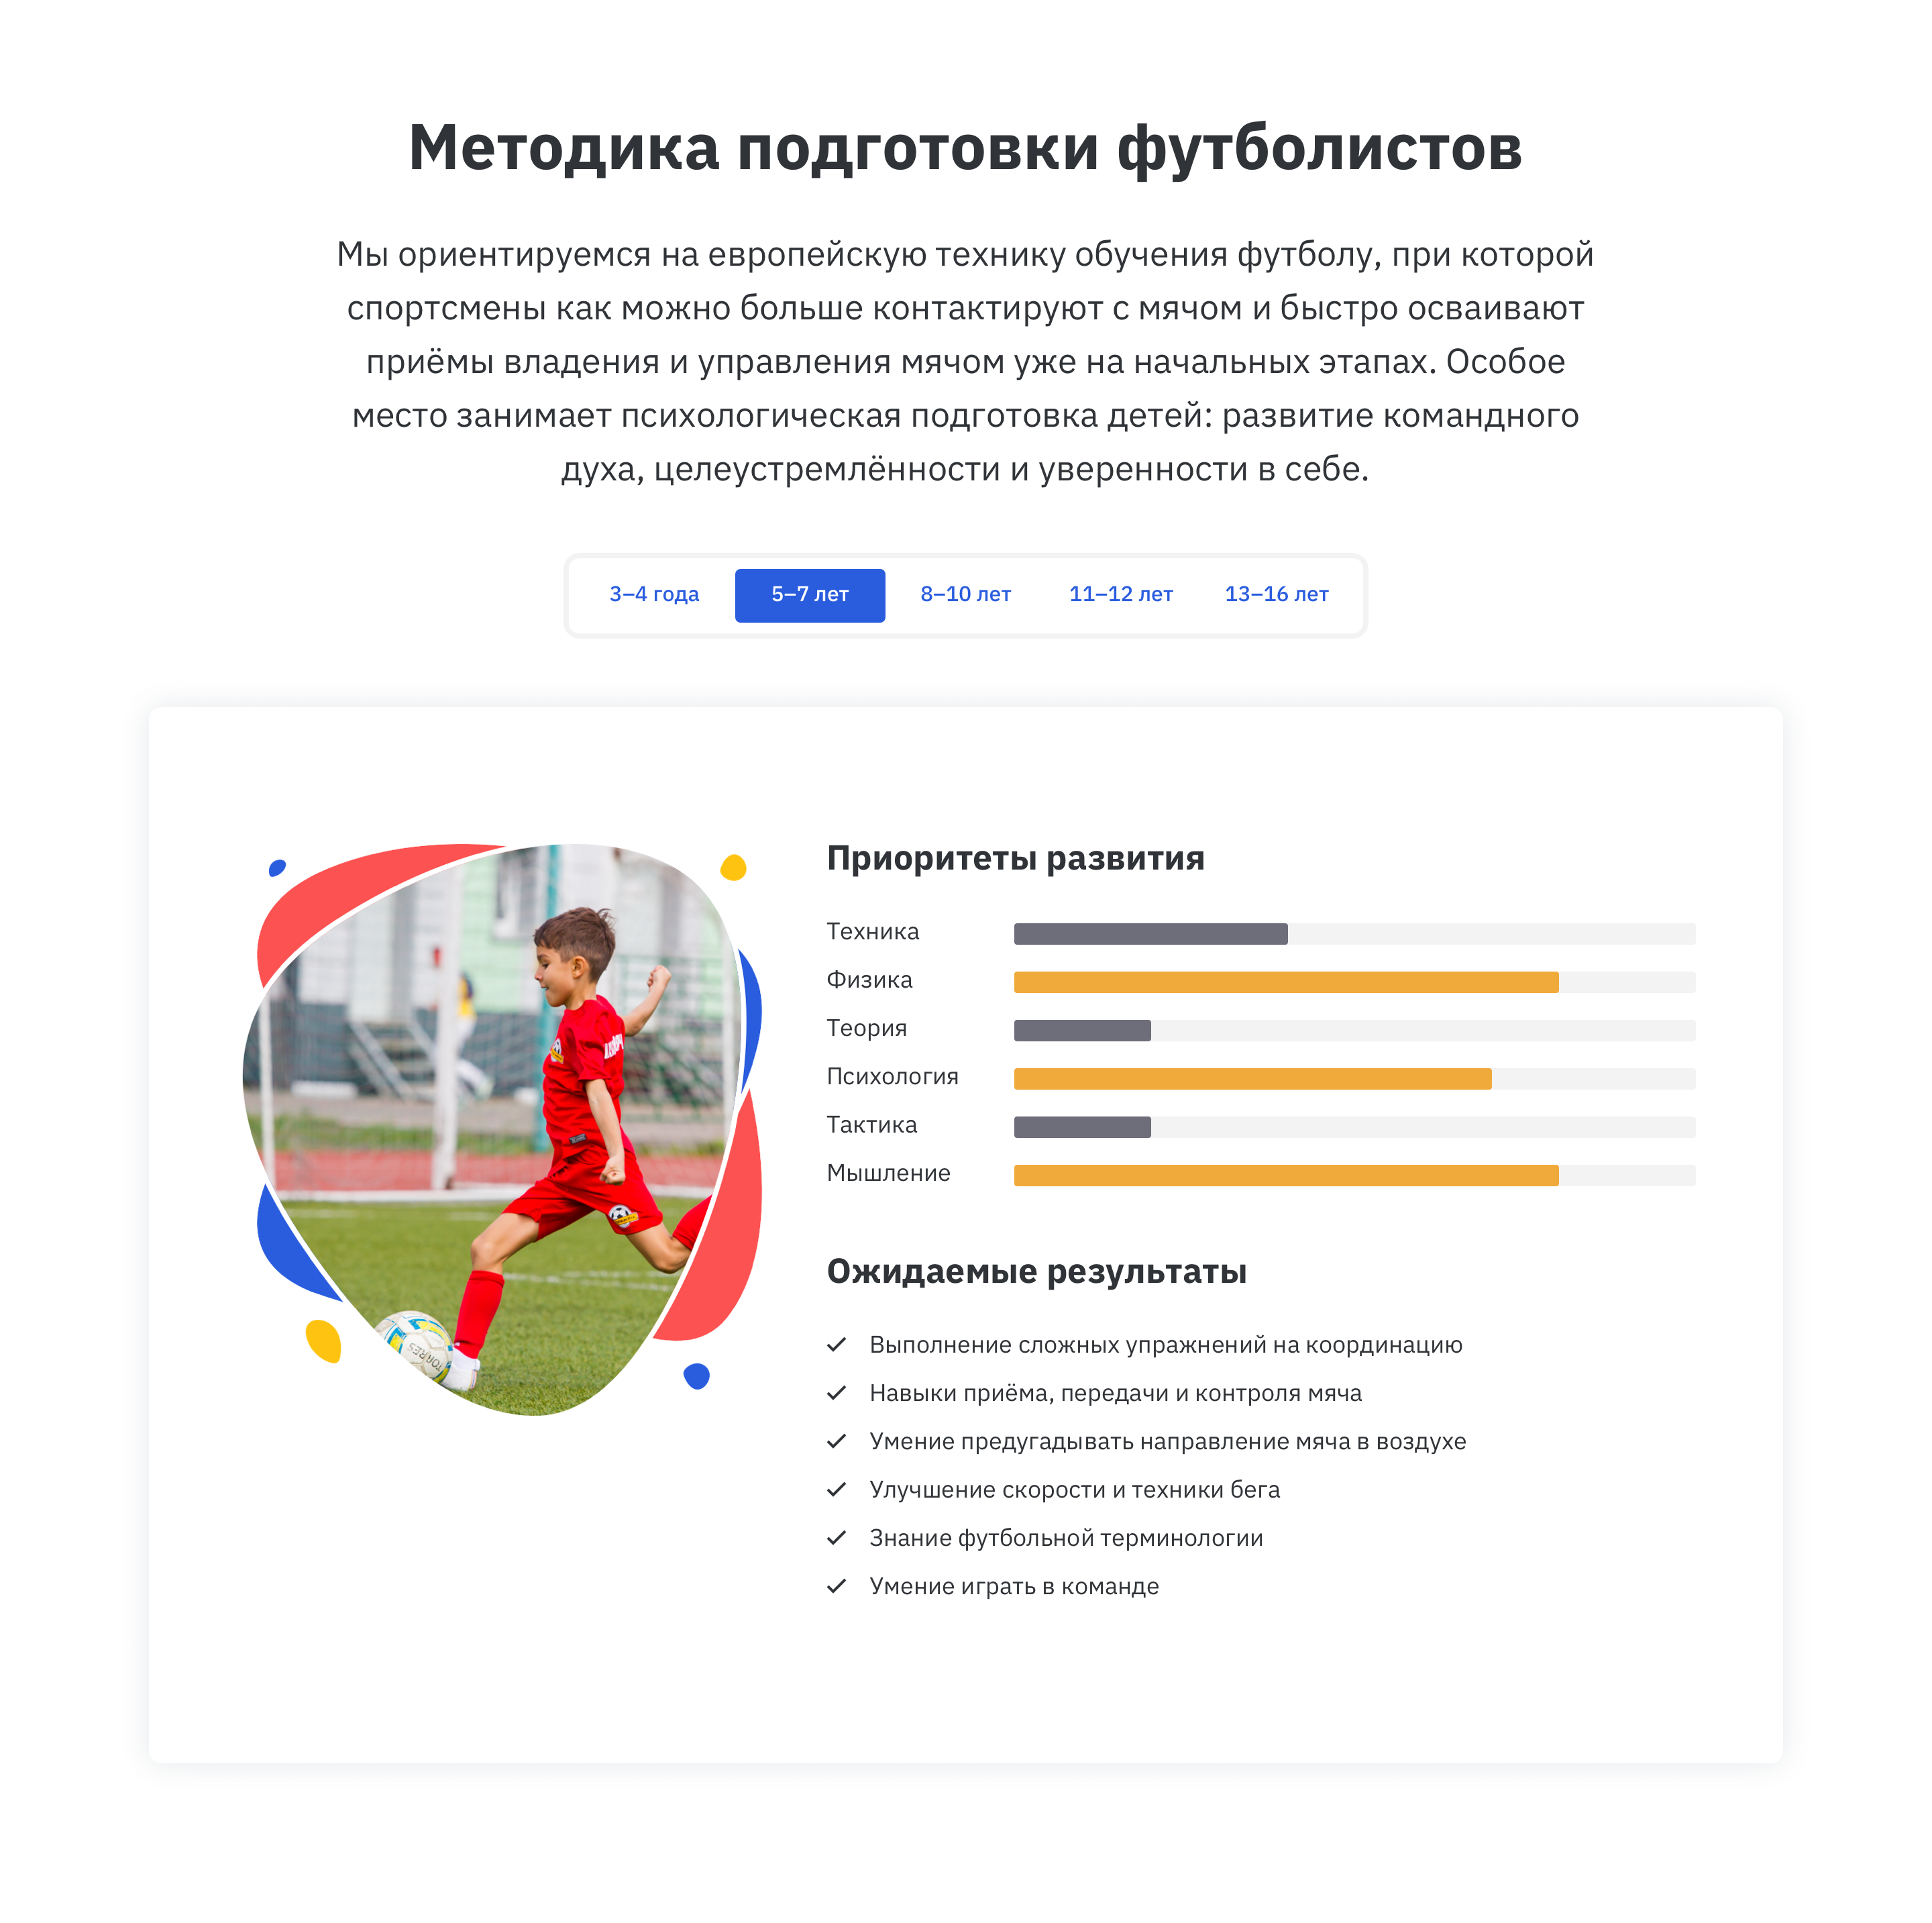 Методика подготовки футболистов
Мы ориентируемся на европейскую технику обучения футболу, при которой
спортсмены как можно больше контактируют с мячом и быстро осваивают
приёмы владения и управления мячом уже на начальных этапах. Особое
место занимает психологическая подготовка детей: развитие командного
духа, целеустремлённости и уверенности в себе.
3–4 года
5–7 лет
8–10 лет
11–12 лет
13–16 лет
Приоритеты развития
Техника
Физика
Теория
Психология
Тактика
Мышление
Ожидаемые результаты
Выполнение сложных упражнений на координацию
Навыки приёма, передачи и контроля мяча
Умение предугадывать направление мяча в воздухе
Улучшение скорости и техники бега
Знание футбольной терминологии
Умение играть в команде
TORRES